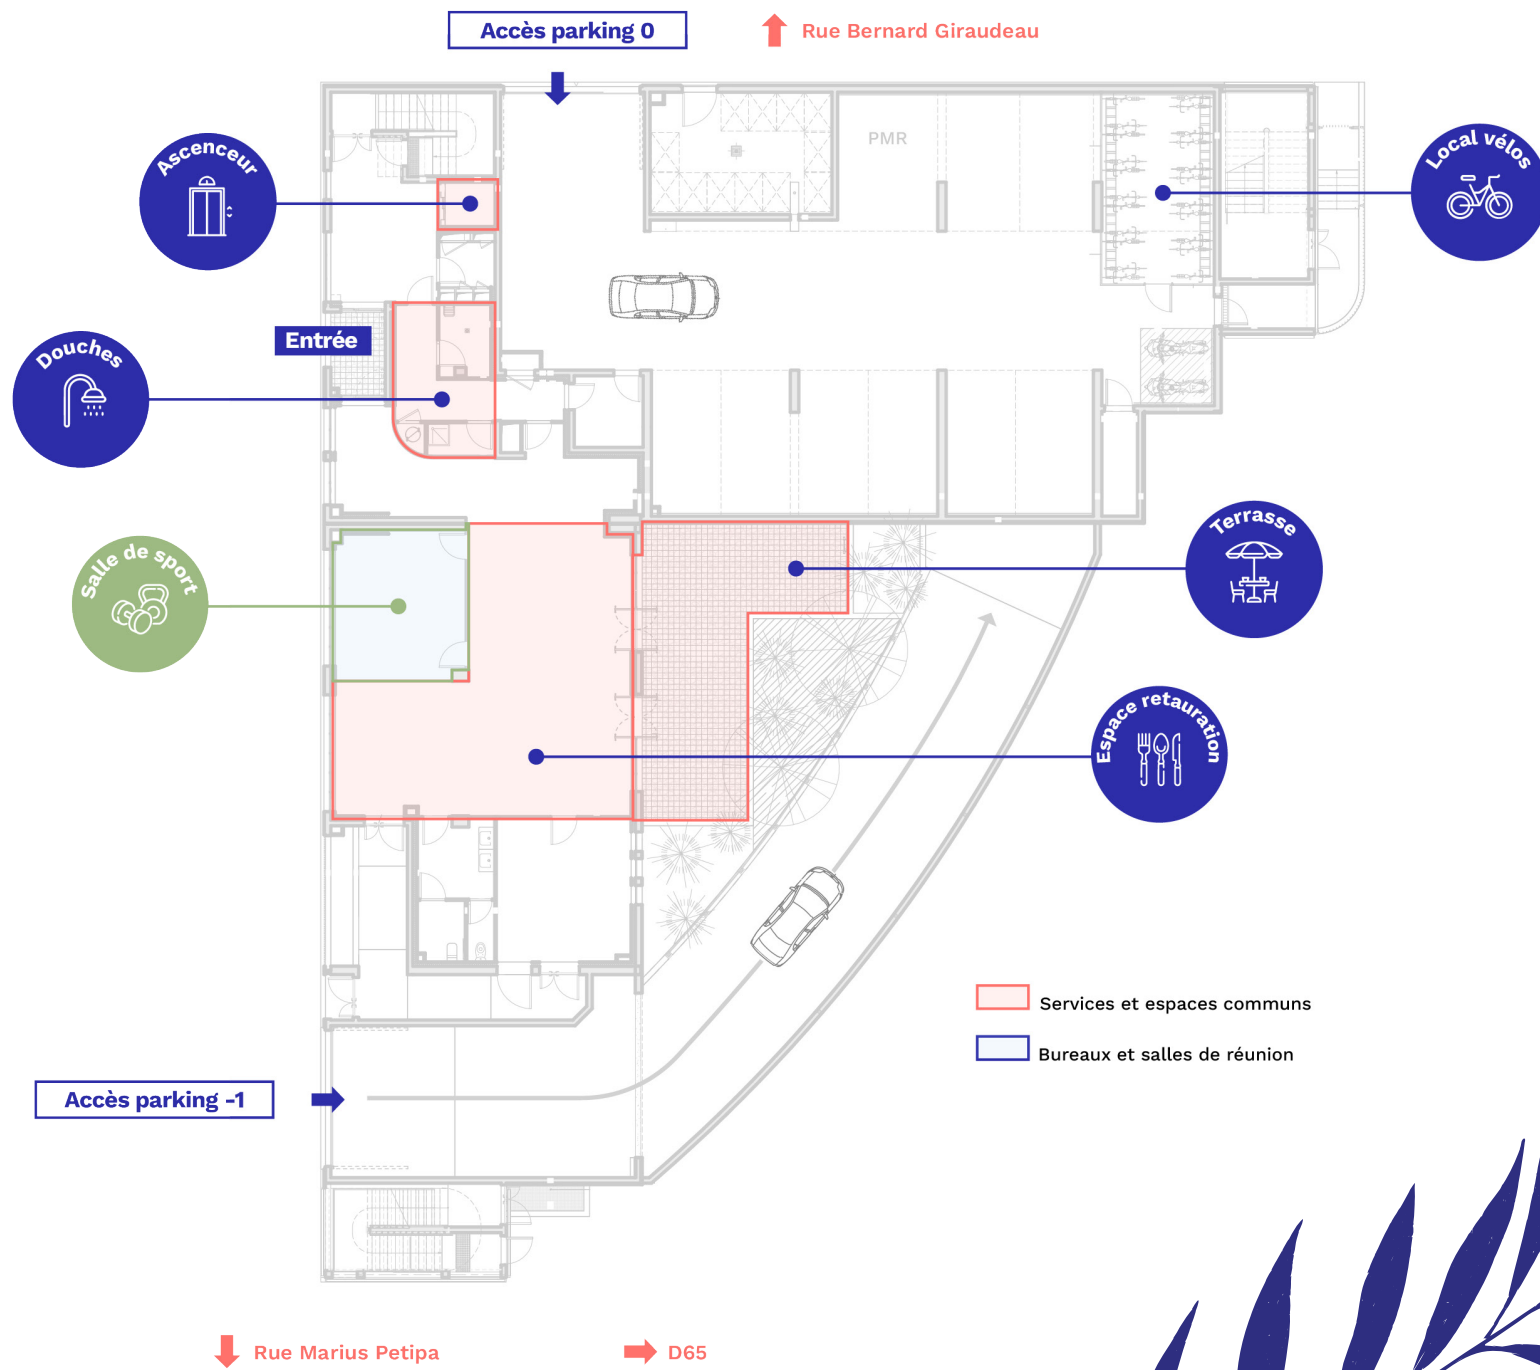 Accès parking 0
Rue Bernard Giraudeau
PMR
Ascenceur
Local vélos
Entrée
Douches
Terrasse
Salle de sport
Espace retauration
Services et espaces communs
Bureaux et salles de réunion
Accès parking -1
Rue Marius Petipa
D65